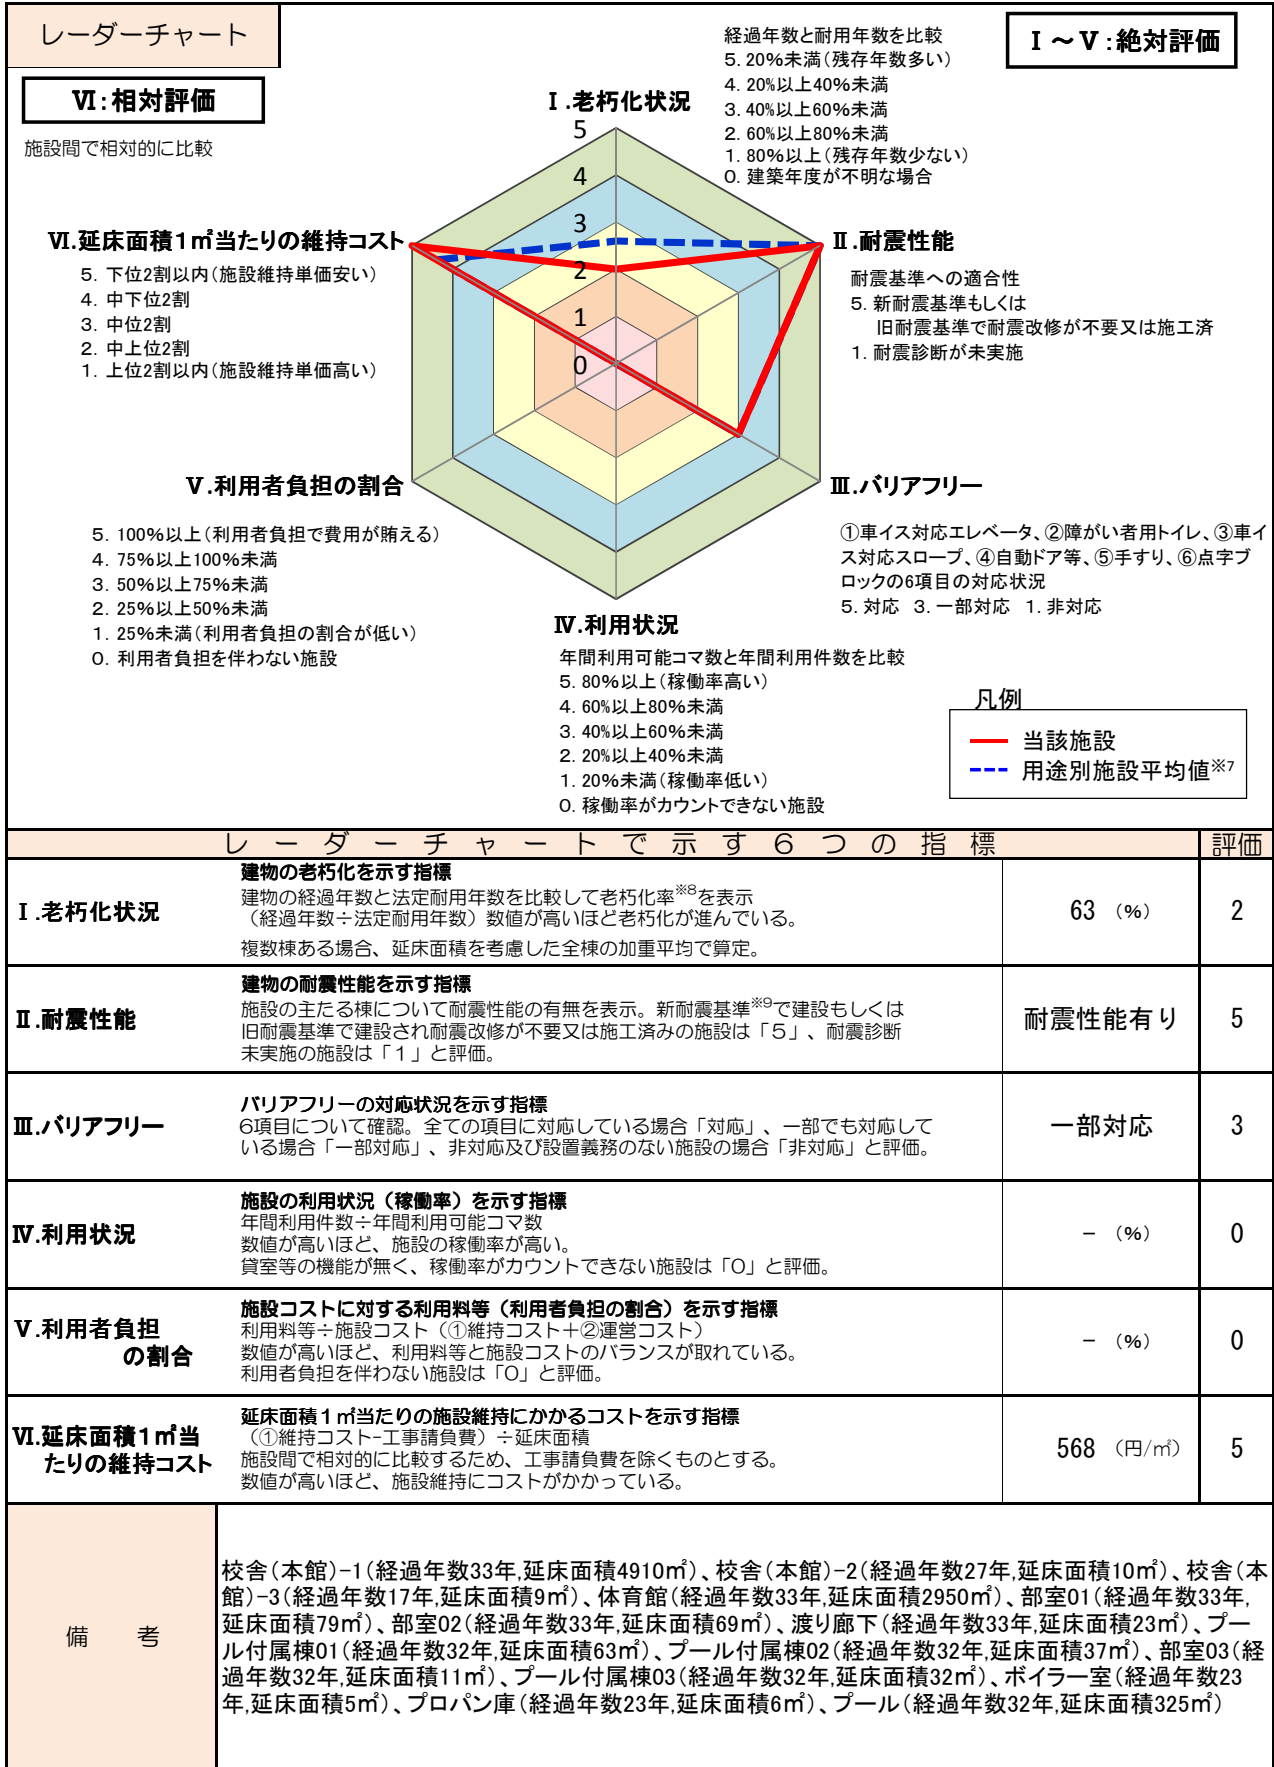 レーダーチャート
Ⅵ:相対評価
施設間で相対的に比較
Ⅰ～Ⅴ:絶対評価
経過年数と耐用年数を比較
5. 20%未満(残存年数多い)
4. 20%以上40%未満
3. 40%以上60%未満
2. 60%以上80%未満
1. 80%以上(残存年数少ない)
0. 建築年度が不明な場合
Ⅰ.老朽化状況
5
4
3
2
1
0
Ⅵ.延床面積1㎡当たりの維持コスト
5. 下位2割以内(施設維持単価安い)
4. 中下位2割
3. 中位2割
2. 中上位2割
1. 上位2割以内(施設維持単価高い)
Ⅱ.耐震性能
耐震基準への適合性
5. 新耐震基準もしくは
旧耐震基準で耐震改修が不要又は施工済
1. 耐震診断が未実施
Ⅴ.利用者負担の割合
5. 100%以上(利用者負担で費用が賄える)
4. 75%以上100%未満
3. 50%以上75%未満
2. 25%以上50%未満
1. 25%未満(利用者負担の割合が低い)
0. 利用者負担を伴わない施設
Ⅲ.バリアフリー
①車イス対応エレベータ、②障がい者用トイレ、③車イ
ス対応スロープ、④自動ドア等、⑤手すり、⑥点字ブ
ロックの6項目の対応状況
5. 対応 3. 一部対応 1. 非対応
Ⅳ.利用状況
年間利用可能コマ数と年間利用件数を比較
5. 80%以上(稼働率高い)
4. 60%以上80%未満
3. 40%以上60%未満
2. 20%以上40%未満
1. 20%未満(稼働率低い)
0. 稼働率がカウントできない施設
凡例
当該施設
用途別施設平均値※7
レーダーチャートで示す6つの指標 評価
Ⅰ.老朽化状況
建物の老朽化を示す指標
建物の経過年数と法定耐用年数を比較して老朽化率※8を表示
(経過年数÷法定耐用年数)数値が高いほど老朽化が進んでいる。
複数棟ある場合、延床面積を考慮した全棟の加重平均で算定。
63 (%) 2
Ⅱ.耐震性能
建物の耐震性能を示す指標
施設の主たる棟について耐震性能の有無を表示。新耐震基準※9で建設もしくは
旧耐震基準で建設され耐震改修が不要又は施工済みの施設は「5」、耐震診断
未実施の施設は「1」と評価。
耐震性能有り 5
Ⅲ.バリアフリー
バリアフリーの対応状況を示す指標
6項目について確認。全ての項目に対応している場合「対応」、一部でも対応して
いる場合「一部対応」、非対応及び設置義務のない施設の場合「非対応」と評価。
一部対応 3
Ⅳ.利用状況
施設の利用状況(稼働率)を示す指標
年間利用件数÷年間利用可能コマ数
数値が高いほど、施設の稼働率が高い。
貸室等の機能が無く、稼働率がカウントできない施設は「0」と評価。
- (%) 0
Ⅴ.利用者負担
の割合
施設コストに対する利用料等(利用者負担の割合)を示す指標
利用料等÷施設コスト(①維持コスト+②運営コスト)
数値が高いほど、利用料等と施設コストのバランスが取れている。
利用者負担を伴わない施設は「0」と評価。
- (%) 0
Ⅵ.延床面積1㎡当
たりの維持コスト
延床面積1㎡当たりの施設維持にかかるコストを示す指標
(①維持コスト-工事請負費)÷延床面積
施設間で相対的に比較するため、工事請負費を除くものとする。
数値が高いほど、施設維持にコストがかかっている。
568 (円/㎡) 5
備 考
校舎(本館)-1(経過年数33年,延床面積4910㎡)、校舎(本館)-2(経過年数27年,延床面積10㎡)、校舎(本
館)-3(経過年数17年,延床面積9㎡)、体育館(経過年数33年,延床面積2950㎡)、部室01(経過年数33年,
延床面積79㎡)、部室02(経過年数33年,延床面積69㎡)、渡り廊下(経過年数33年,延床面積23㎡)、プー
ル付属棟01(経過年数32年,延床面積63㎡)、プール付属棟02(経過年数32年,延床面積37㎡)、部室03(経
過年数32年,延床面積11㎡)、プール付属棟03(経過年数32年,延床面積32㎡)、ボイラー室(経過年数23
年,延床面積5㎡)、プロパン庫(経過年数23年,延床面積6㎡)、プール(経過年数32年,延床面積325㎡)